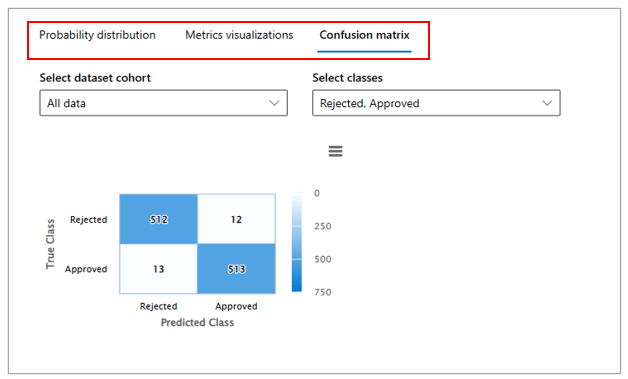 Probability distribution Metrics visualizations Confusion matrix
Select dataset cohort Select classes
All data Rejected, Approved
0
Rejected 512 12
250
True Class
500
Approved 13 513
750
Rejected Approved
Predicted Class